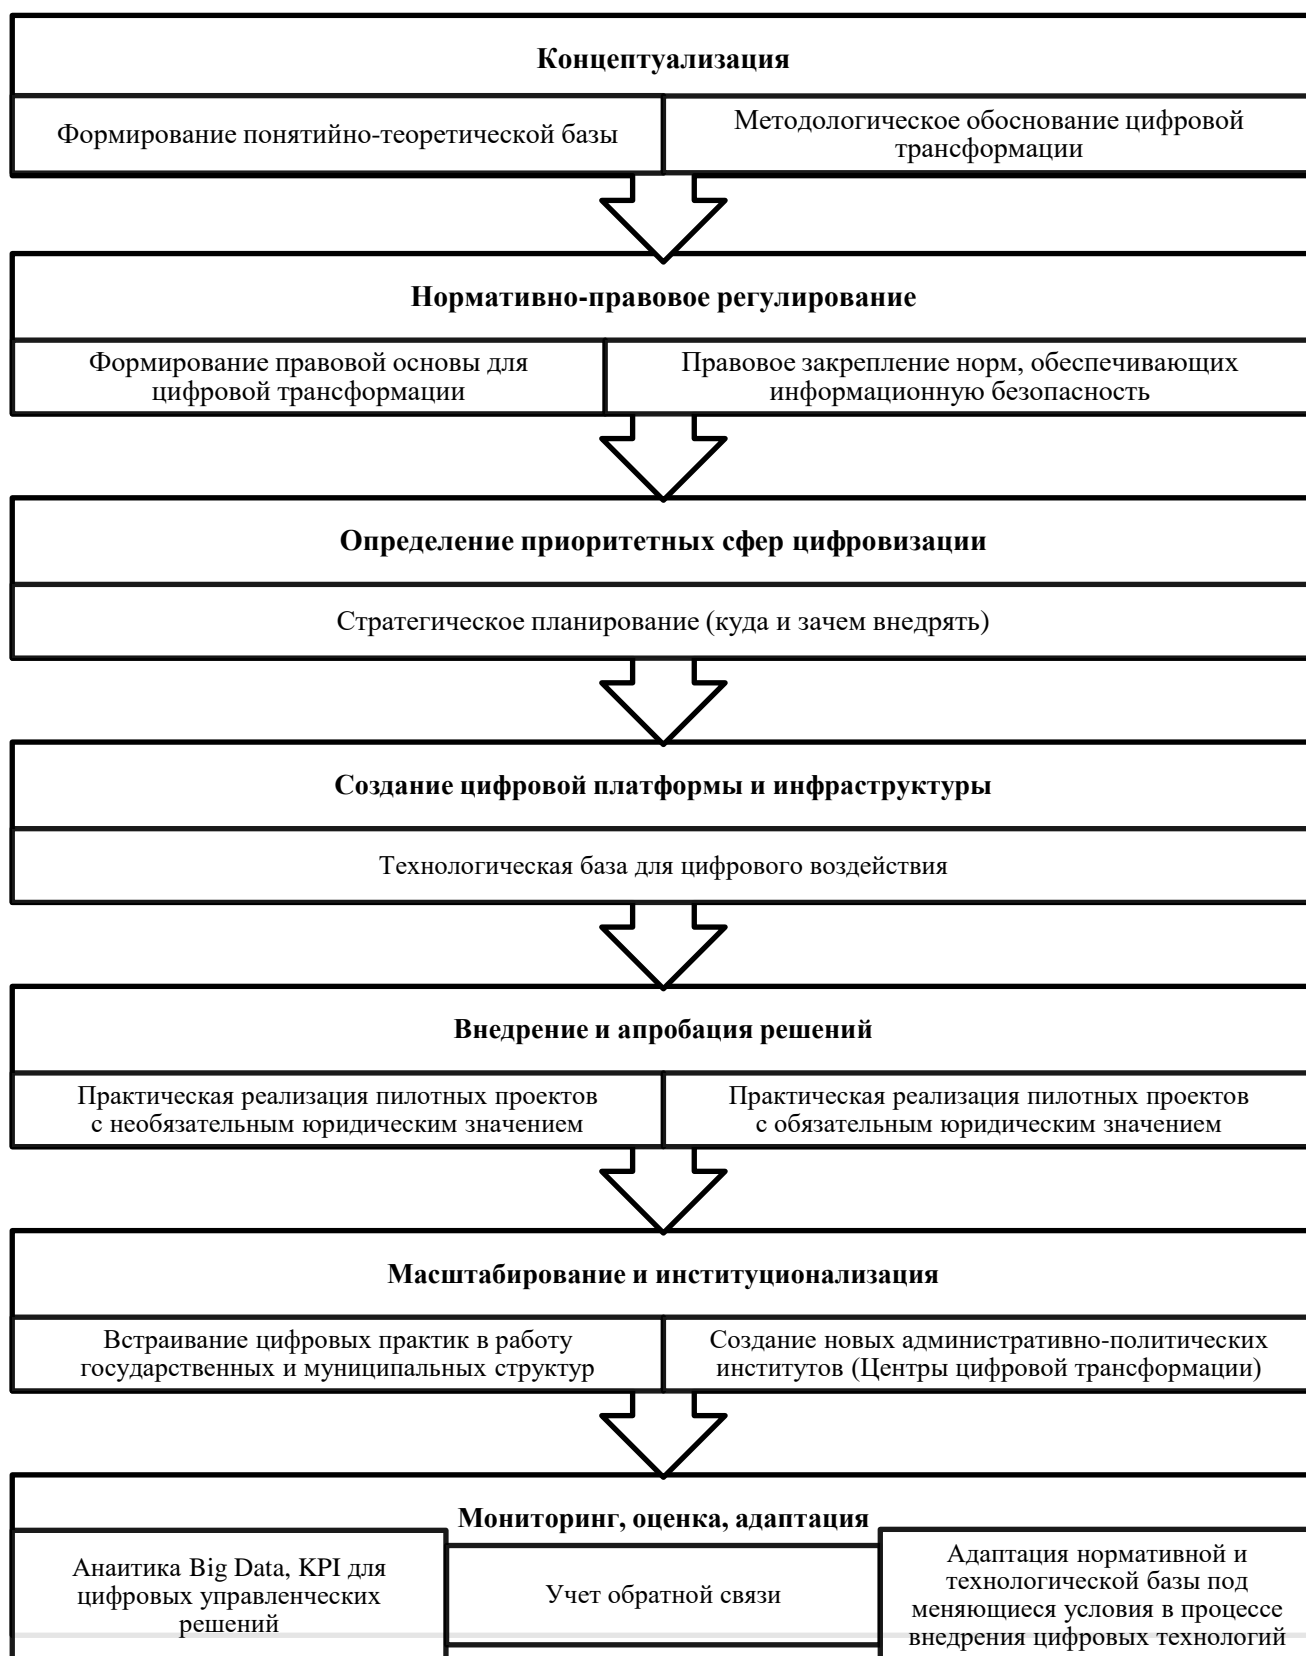 Концептуализация
Формирование понятийно-теоретической базы
Методологическое обоснование цифровой
трансформации
Нормативно-правовое регулирование
Формирование правовой основы для
цифровой трансформации
Правовое закрепление норм, обеспечивающих
информационную безопасность
Определение приоритетных сфер цифровизации
Стратегическое планирование (куда и зачем внедрять)
Создание цифровой платформы и инфраструктуры
Технологическая база для цифрового воздействия
Внедрение и апробация решений
Практическая реализация пилотных проектов
с необязательным юридическим значением
Практическая реализация пилотных проектов
с обязательным юридическим значением
Масштабирование и институционализация
Встраивание цифровых практик в работу
государственных и муниципальных структур
Создание новых административно-политических
институтов (Центры цифровой трансформации)
Мониторинг, оценка, адаптация
Анаитика Big Data, KPI для
цифровых управленческих
решений
Учет обратной связи
Адаптация нормативной и
технологической базы под
меняющиеся условия в процессе
внедрения цифровых технологий